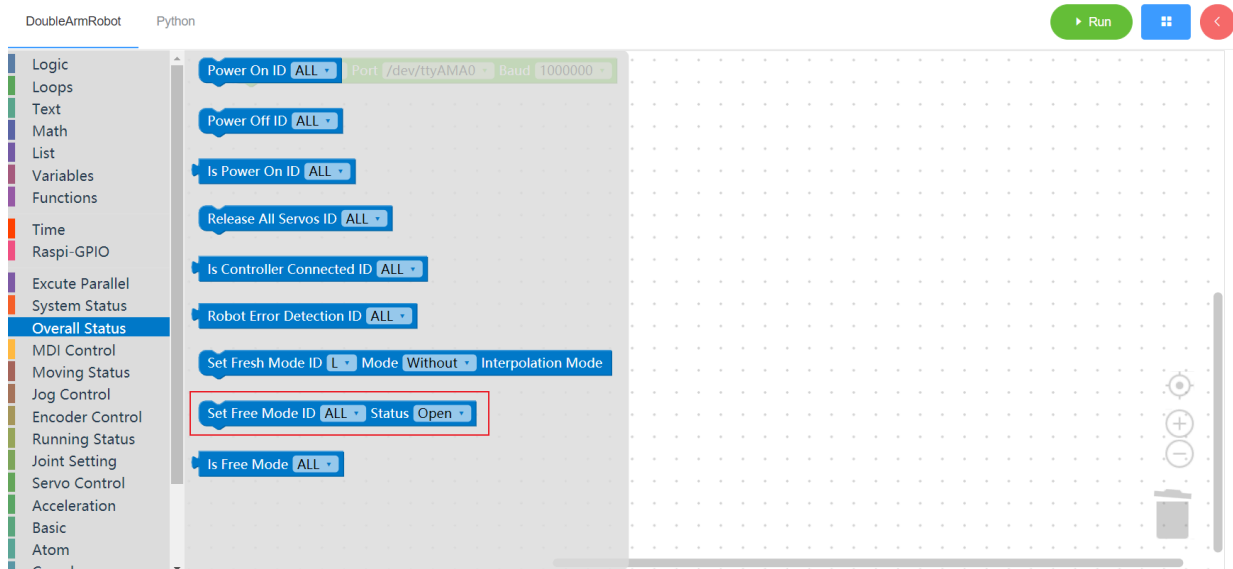 DoubleArmRobot Python Run
Logic
Loops
Text
Math
List
Variables
Functions
Time
Raspi-GPIO
Excute Parallel
System Status
Overall Status
MDI Control
Moving Status
Jog Control
Encoder Control
Running Status
Joint Setting
Servo Control
Acceleration
Basic
Atom
Power On ID ALL Port /dev/ttyAMA0 Baud 1000000
Power Off ID ALL
Is Power On ID ALL
Release All Servos ID ALL
Is Controller Connected ID ALL
Robot Error Detection ID ALL
Set Fresh Mode ID L Mode Without Interpolation Mode
Set Free Mode ID ALL Status Open
Is Free Mode ALL